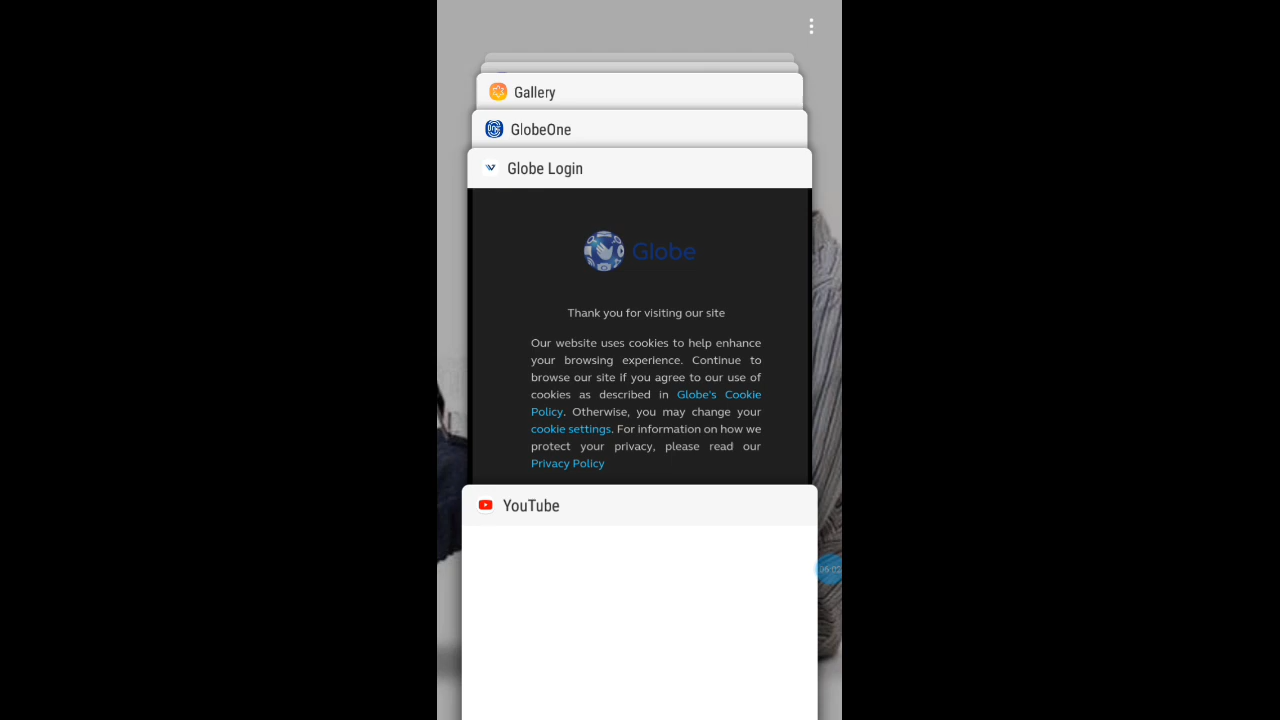 Gallery
GlobeOne
Globe Login
Globe
Thank you for visiting our site
Our website uses cookies to help enhance
your browsing experience. Continue to
browse our site if you agree to our use of
cookies as described in Globe's Cookie
Policy. Otherwise, you may change your
cookie settings. For information on how we
protect your privacy, please read our
Privacy Policy
YouTube